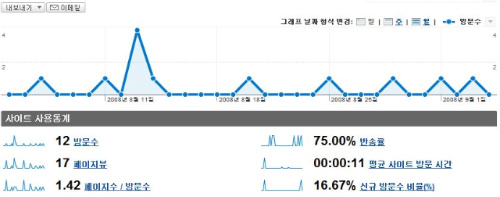 내보내기 이메일
그래프 날짜 형식 변경: 일 | 주 | 월 방문수
4 4
2 2
2008년 8월 11일 2008년 8월 18일 2008년 8월 25일 2008년 9월 1일
사이트 사용통계
12 방문수 75.00% 반송률
17 페이지뷰 00:00:11 평균 사이트 방문 시간
1.42 페이지수 / 방문수 16.67% 신규 방문수 비율(%)